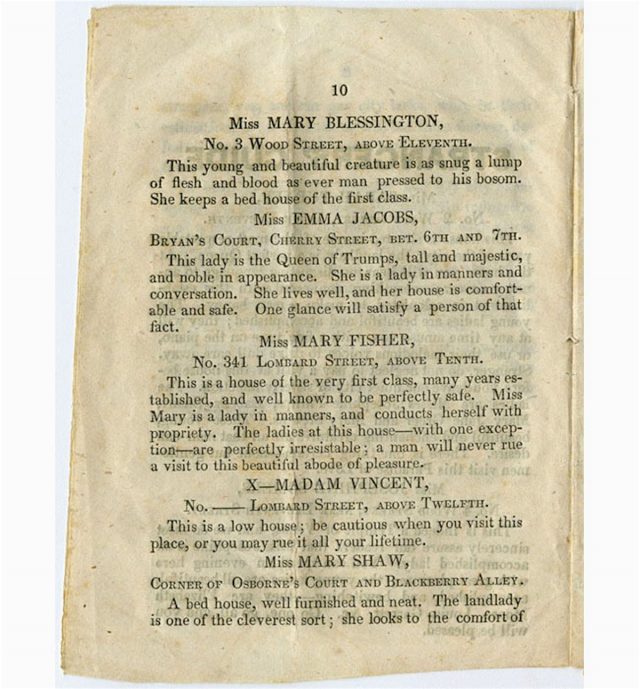 10
Miss MARY BLESSINGTON,
No. 3 Wood Street, above Eleventh.
This young and beautiful creature is as snug a lump
of flesh and blood as ever man pressed to his bosom.
She keeps a bed house of the first class.
Miss EMMA JACOBS,
Bryan's Court, Cherry Street, bet. 6th and 7th.
This lady is the Queen of Trumps, tall and majestic,
and noble in appearance. She is a lady in manners and
conversation. She lives well, and her house is comfort-
able and safe. One glance will satisfy a person of that
fact.
Miss MARY FISHER,
No. 341 Lombard Street, above Tenth.
This is a house of the very first class, many years es-
tablished, and well known to be perfectly safe. Miss
Mary is a lady in manners, and conducts herself with
propriety. The ladies at this house—with one excep-
tion—are perfectly irresistable; a man will never rue
a visit to this beautiful abode of pleasure.
X—MADAM VINCENT,
No. —— Lombard Street, above Twelfth.
This is a low house; be cautious when you visit this
place, or you may rue it all your lifetime.
Miss MARY SHAW,
Corner of Osborne's Court and Blackberry Alley.
A bed house, well furnished and neat. The landlady
is one of the cleverest sort; she looks to the comfort of